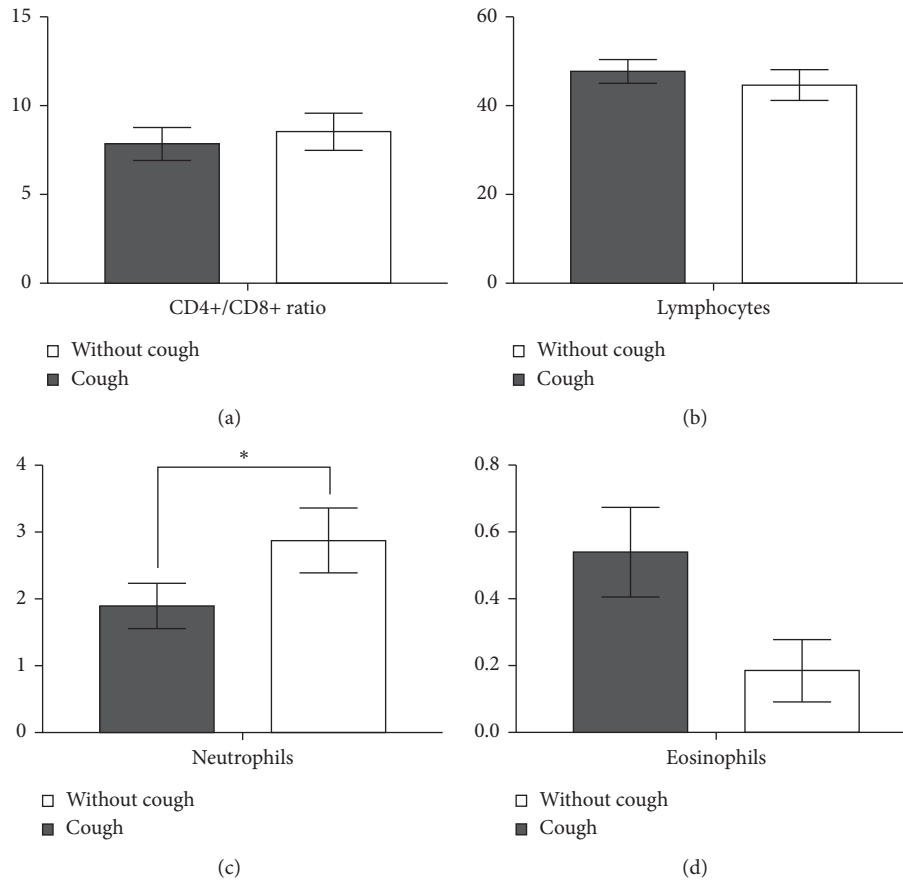 15
10
5
0
CD4+/CD8+ ratio
Without cough
Cough
(a)
60
40
20
0
Lymphocytes
Without cough
Cough
(b)
4
3
2
1
0
*
Neutrophils
Without cough
Cough
(c)
0.8
0.6
0.4
0.2
0.0
Eosinophils
Without cough
Cough
(d)